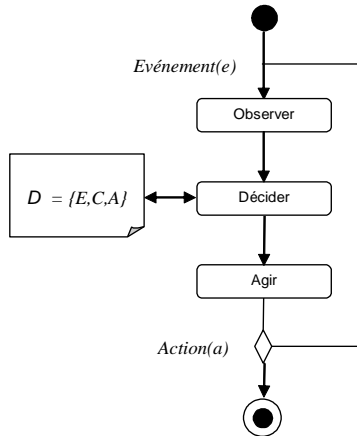 Evénement(e)
Observer
D = {E,C,A}
Décider
Agir
Action(a)